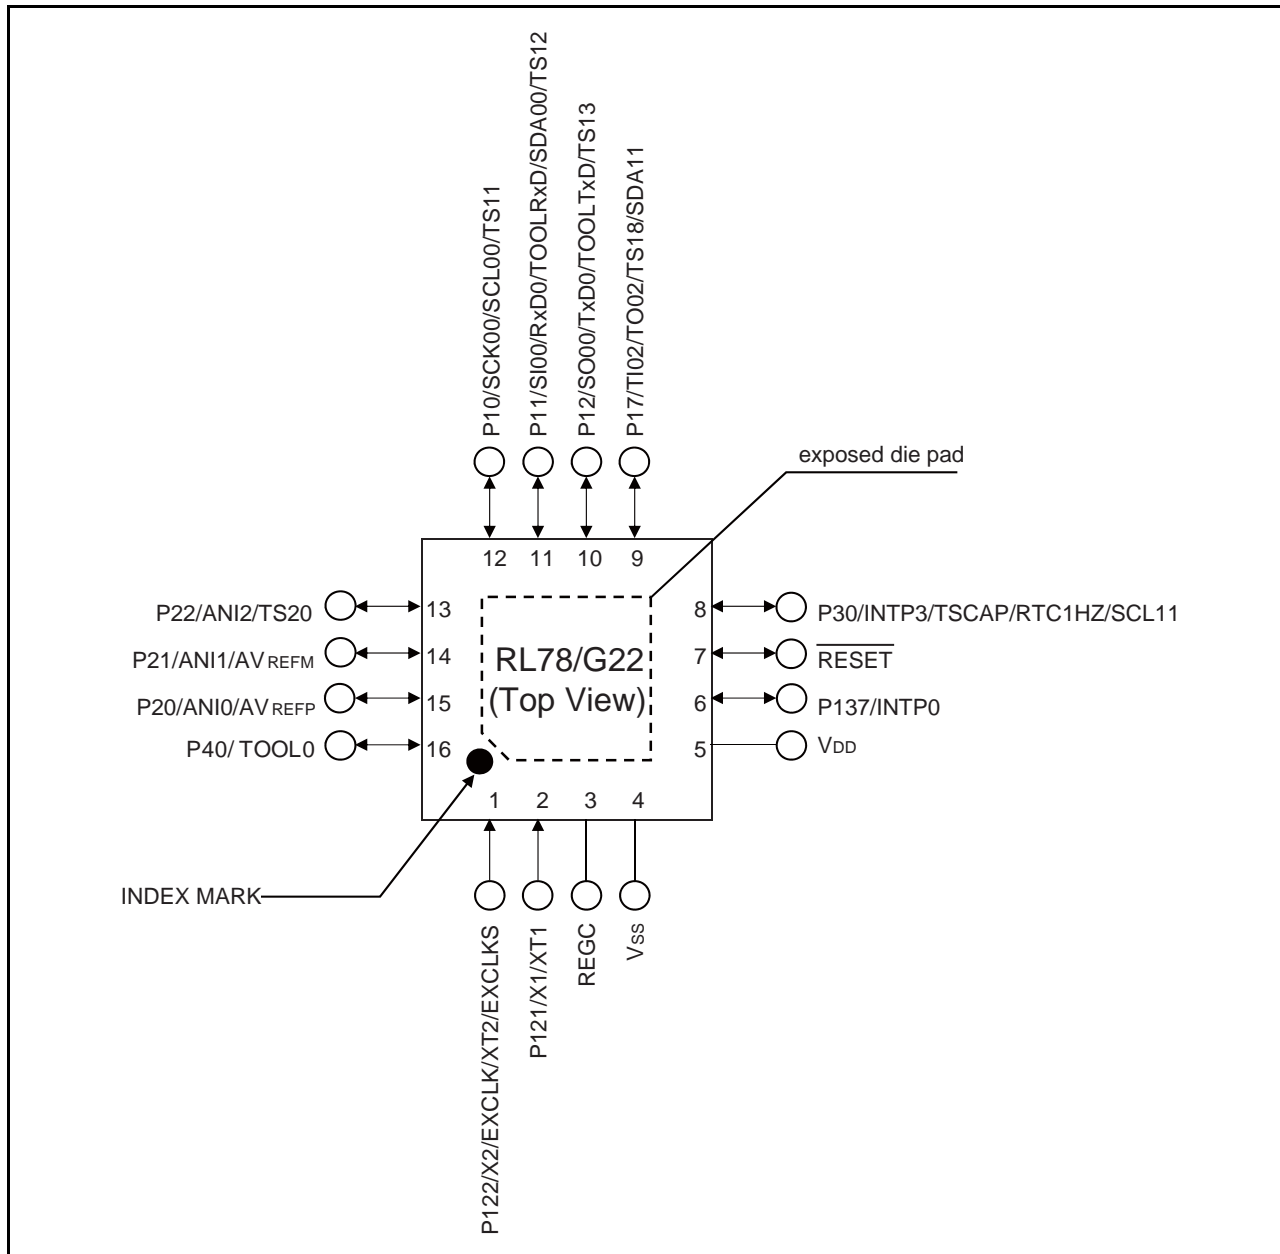 P10/SCK00/SCL00/TS11
P11/SI00/RxD0/TOOLRxD/SDA00/TS12
P12/SO00/TxD0/TOOLTxD/TS13
P17/TI02/TO02/TS18/SDA11
exposed die pad
12 11 10 9
P22/ANI2/TS20 13
P21/ANI1/AVREFM 14
P20/ANI0/AVREFP 15
P40/ TOOL0 16
RL78/G22
(Top View)
8 P30/INTP3/TSCAP/RTC1HZ/SCL11
7 RESET
6 P137/INTP0
5 VDD
1 2 3 4
INDEX MARK
P122/X2/EXCLK/XT2/EXCLKS
P121/X1/XT1
REGC
VSS